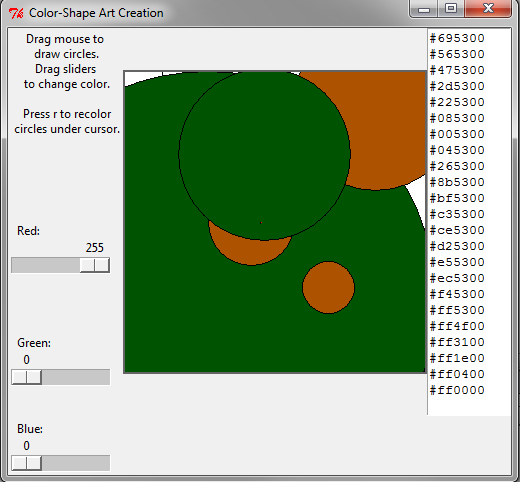 Color-Shape Art Creation
Drag mouse to
draw circles.
Drag sliders
to change color.
Press r to recolor
circles under cursor.
Red:
255
Green:
0
Blue:
0
#695300
#565300
#475300
#2d5300
#225300
#085300
#005300
#045300
#265300
#8b5300
#bf5300
#c35300
#ce5300
#d25300
#e55300
#ec5300
#f45300
#ff5300
#ff4f00
#ff3100
#ff1e00
#ff0400
#ff0000